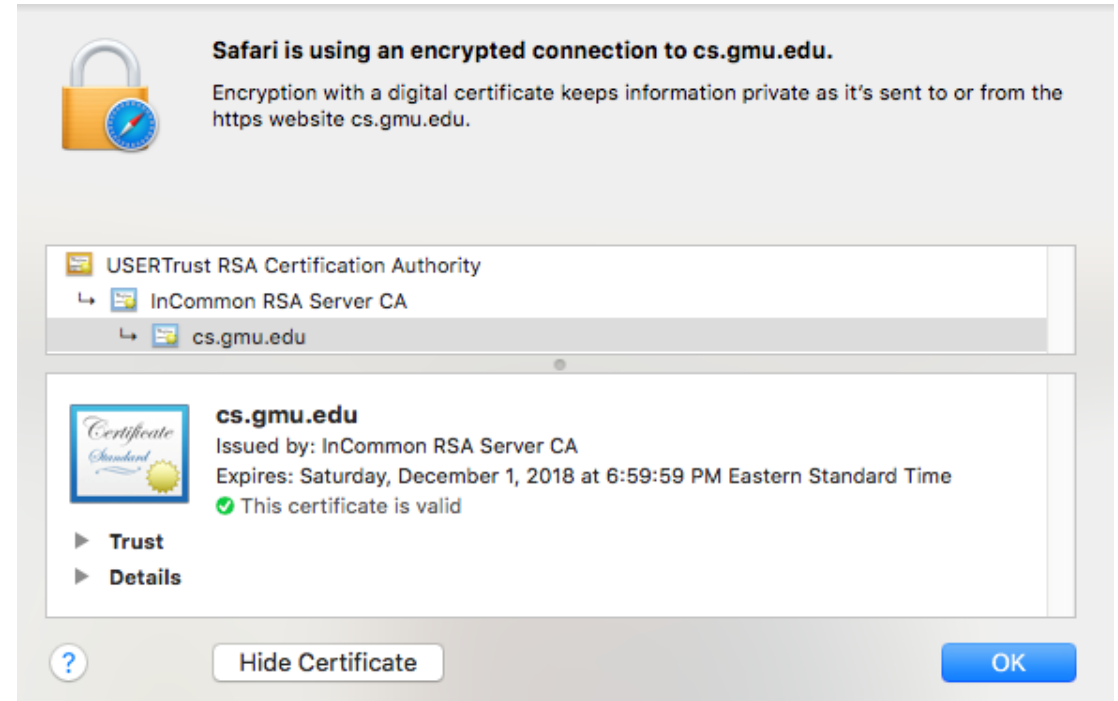 Safari is using an encrypted connection to cs.gmu.edu.
Encryption with a digital certificate keeps information private as it's sent to or from the
https website cs.gmu.edu.
USERTrust RSA Certification Authority
↳ InCommon RSA Server CA
↳ cs.gmu.edu
Certificate
Standard
cs.gmu.edu
Issued by: InCommon RSA Server CA
Expires: Saturday, December 1, 2018 at 6:59:59 PM Eastern Standard Time
This certificate is valid
Trust
Details
?
Hide Certificate
OK